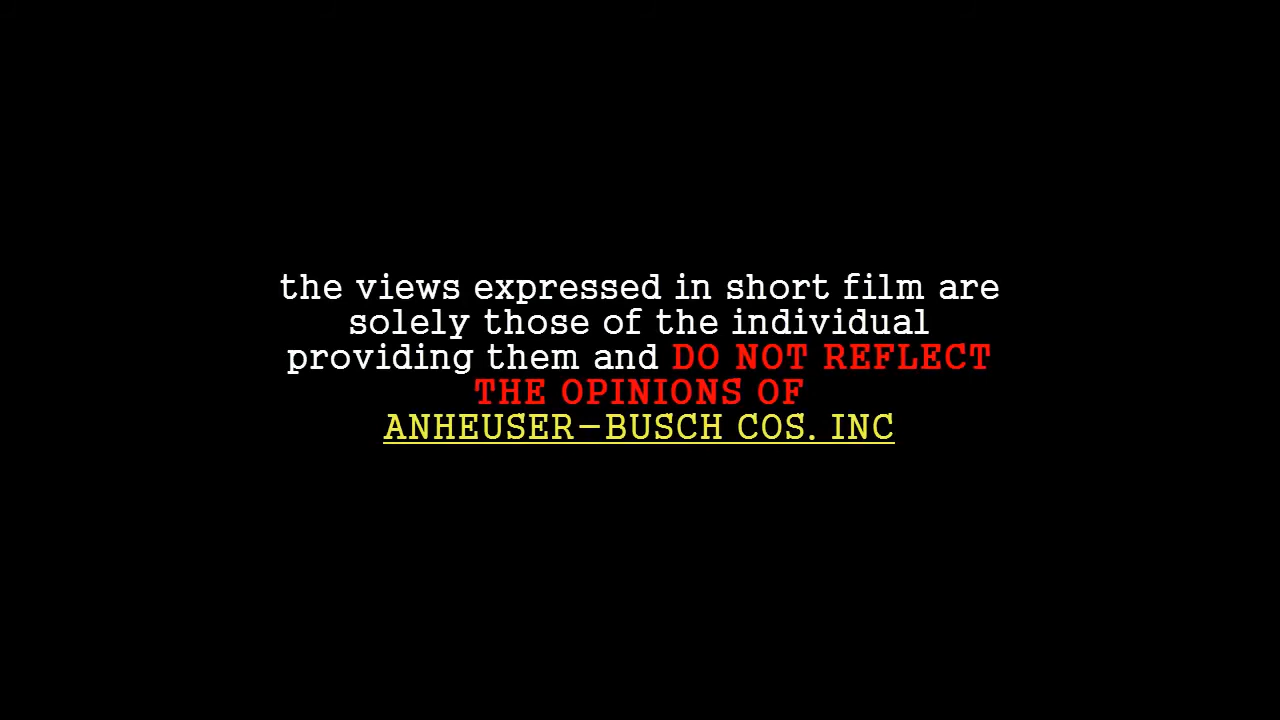 the views expressed in short film are
solely those of the individual
providing them and DO NOT REFLECT
THE OPINIONS OF
ANHEUSER-BUSCH COS. INC